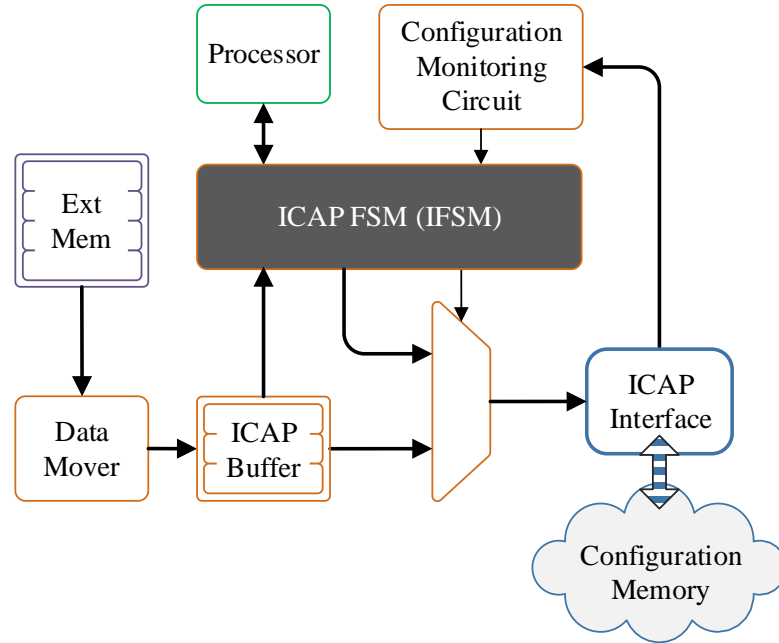 Processor
Configuration
Monitoring
Circuit
Ext
Mem
ICAP FSM (IFSM)
Data
Mover
ICAP
Buffer
ICAP
Interface
Configuration
Memory